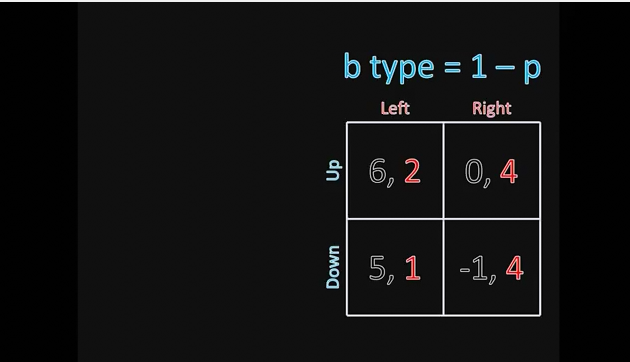 b type = 1 – p
Left Right
Up 6, 2 0, 4
Down 5, 1 -1, 4